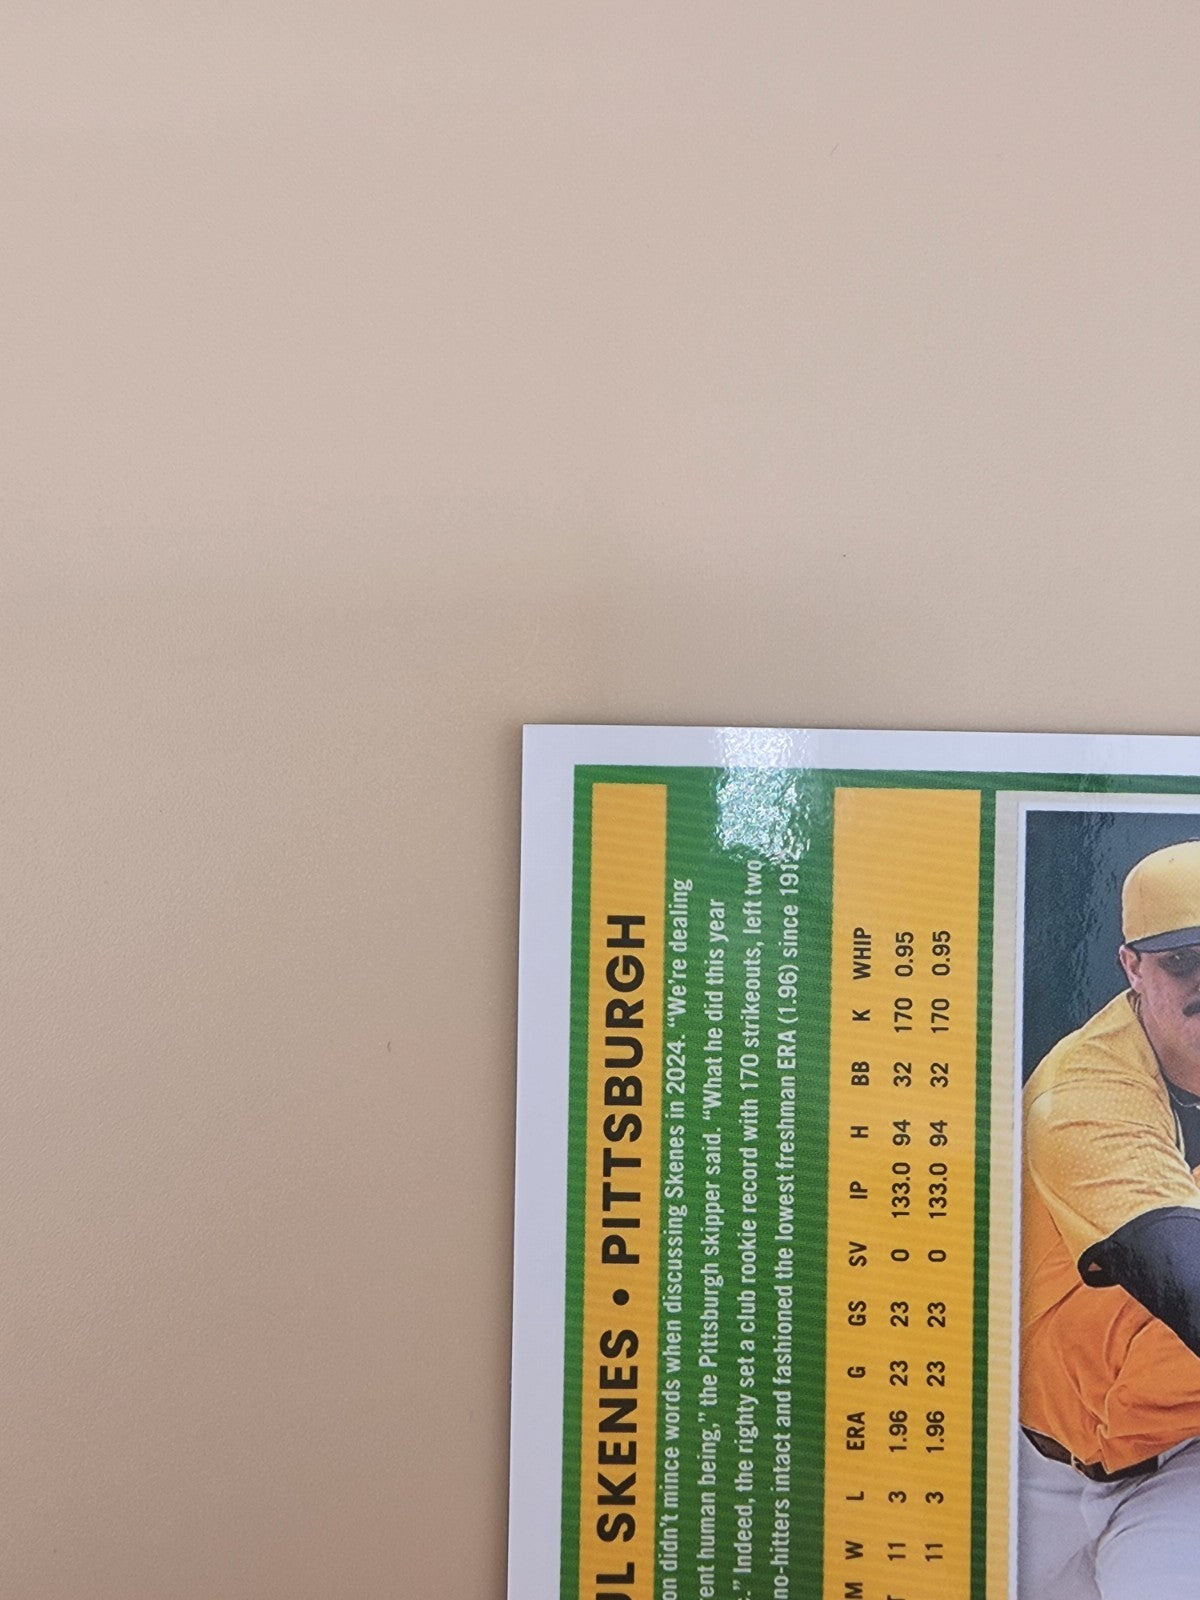 UL SKENES • PITTSBURGH
on didn't mince words when discussing Skenes in 2024. “We're dealing
ent human being,” the Pittsburgh skipper said. “What he did this year
.” Indeed, the righty set a club rookie record with 170 strikeouts, left two
no-hitters intact and fashioned the lowest freshman ERA (1.96) since 1912.
M W L ERA G GS SV IP H BB K WHIP
T 11 3 1.96 23 23 0 133.0 94 32 170 0.95
11 3 1.96 23 23 0 133.0 94 32 170 0.95